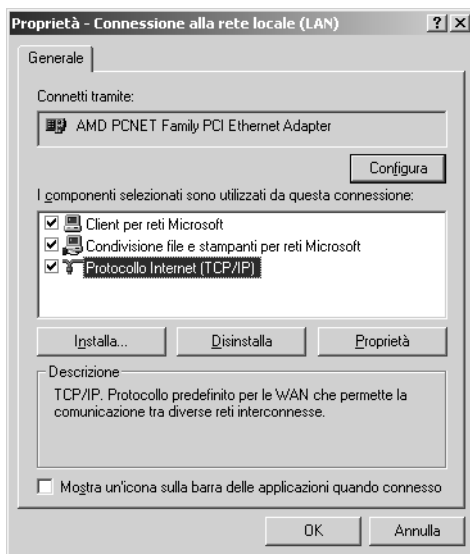 Proprietà - Connessione alla rete locale (LAN)
Generale
Connetti tramite:
AMD PCNET Family PCI Ethernet Adapter
Configura
I componenti selezionati sono utilizzati da questa connessione:
Client per reti Microsoft
Condivisione file e stampanti per reti Microsoft
Protocollo Internet (TCP/IP)
Installa... Disinstalla Proprietà
Descrizione
TCP/IP. Protocollo predefinito per le WAN che permette la
comunicazione tra diverse reti interconnesse.
Mostra un'icona sulla barra delle applicazioni quando connesso
OK Annulla